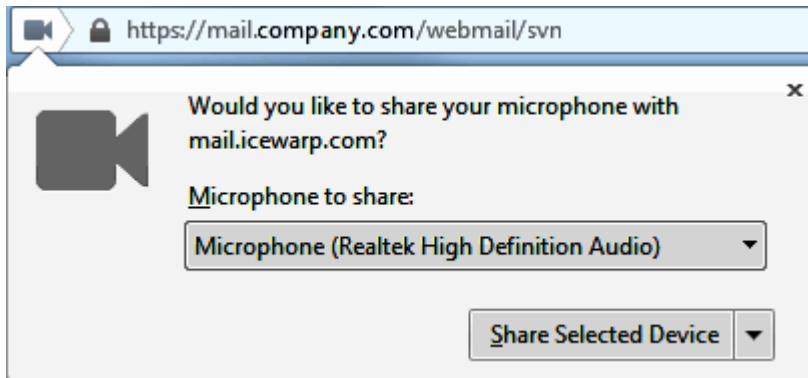 https://mail.company.com/webmail/svn
Would you like to share your microphone with
mail.icewarp.com?
Microphone to share:
Microphone (Realtek High Definition Audio)
Share Selected Device